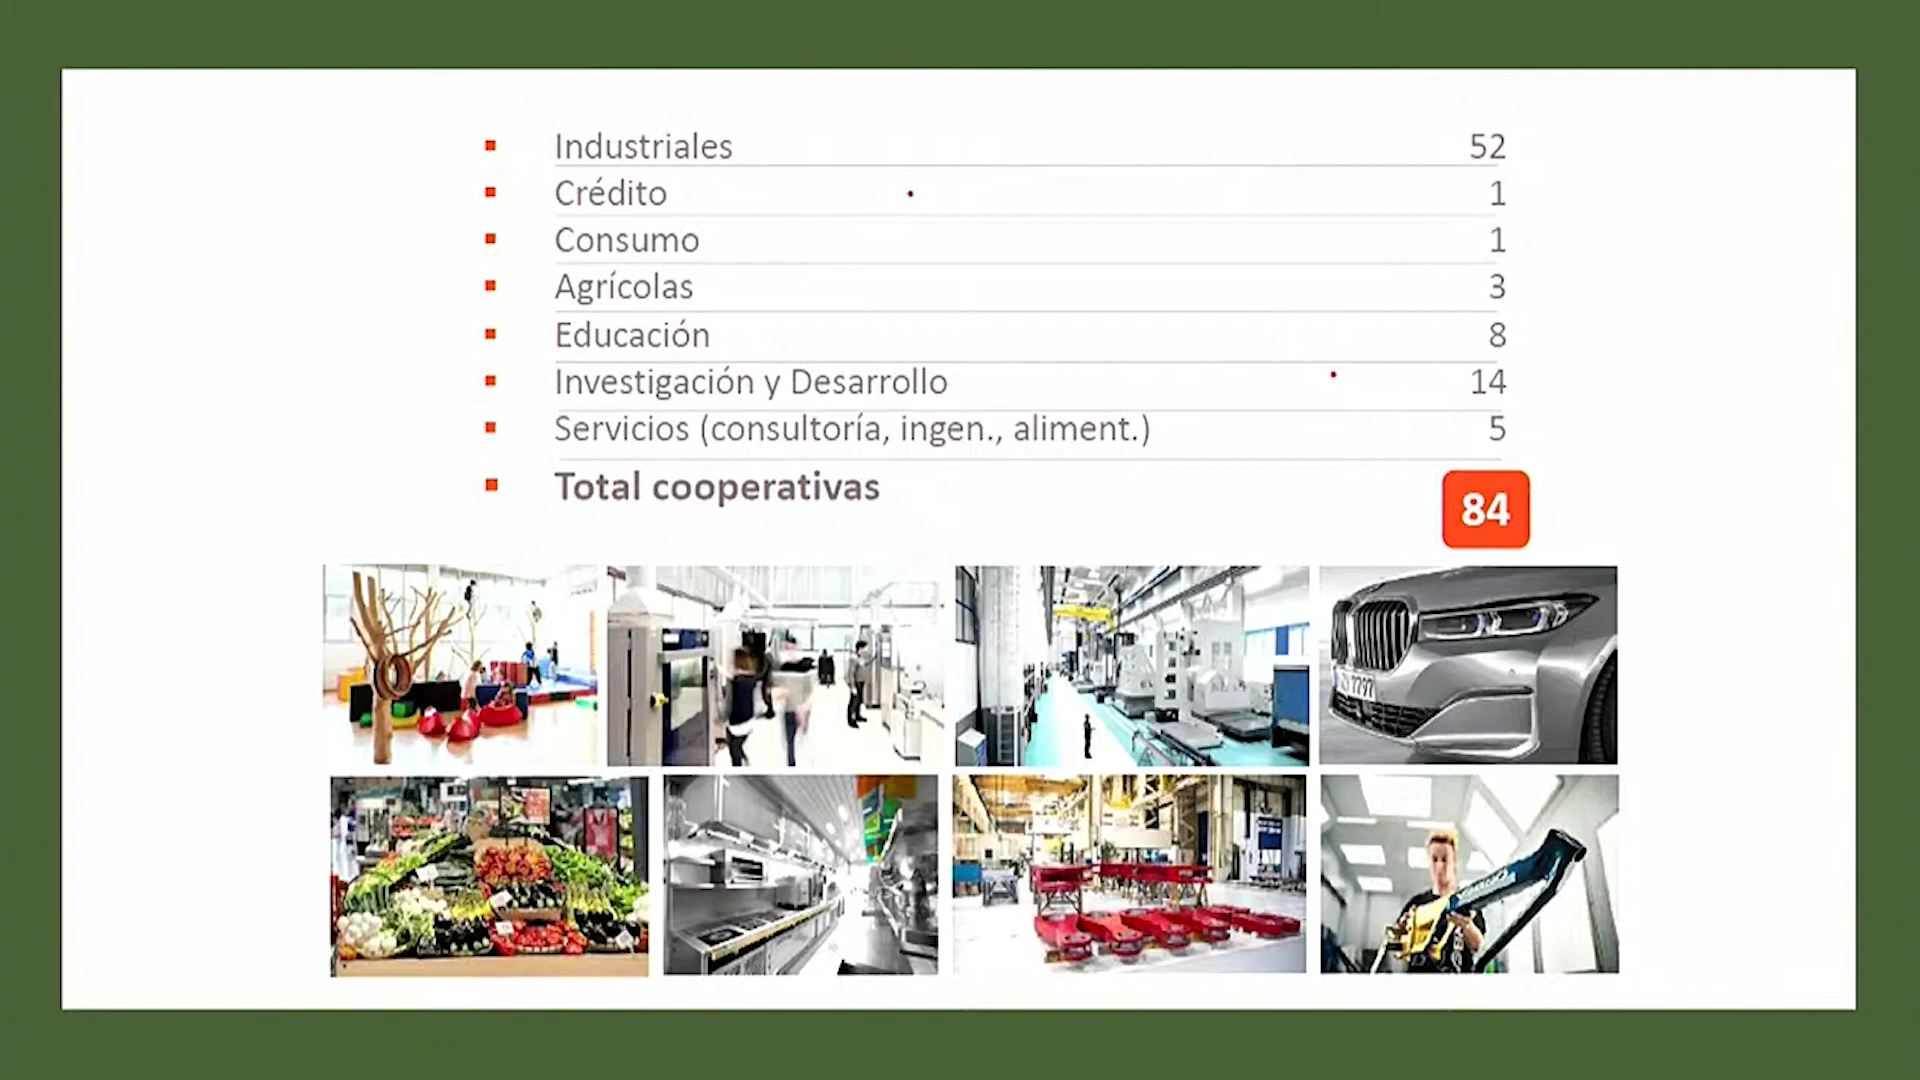 Industriales 52
Crédito 1
Consumo 1
Agrícolas 3
Educación 8
Investigación y Desarrollo 14
Servicios (consultoría, ingen., aliment.) 5
Total cooperativas 84